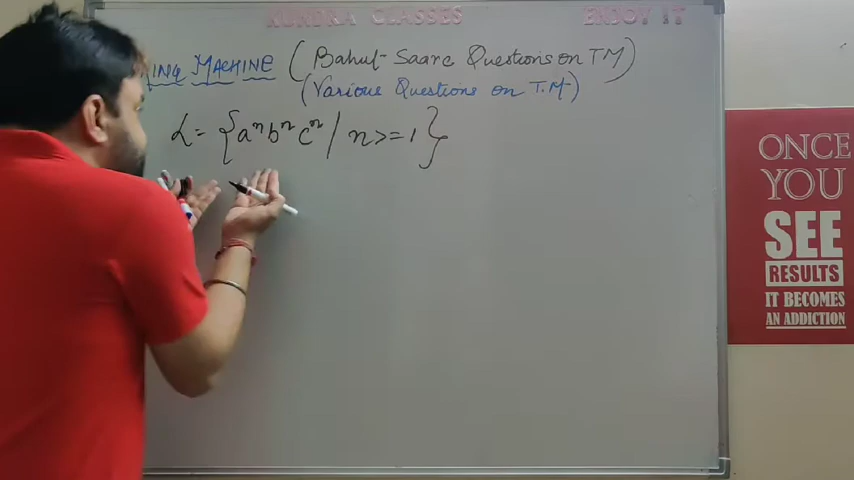 KUNDRA CLASSES ENJOY IT
ING MACHINE (Bahut-Saare Questions on TM)
(Various Questions on T.M)
L = {aⁿbⁿcⁿ / n>=1}
ONCE
YOU
SEE
RESULTS
IT BECOMES
AN ADDICTION